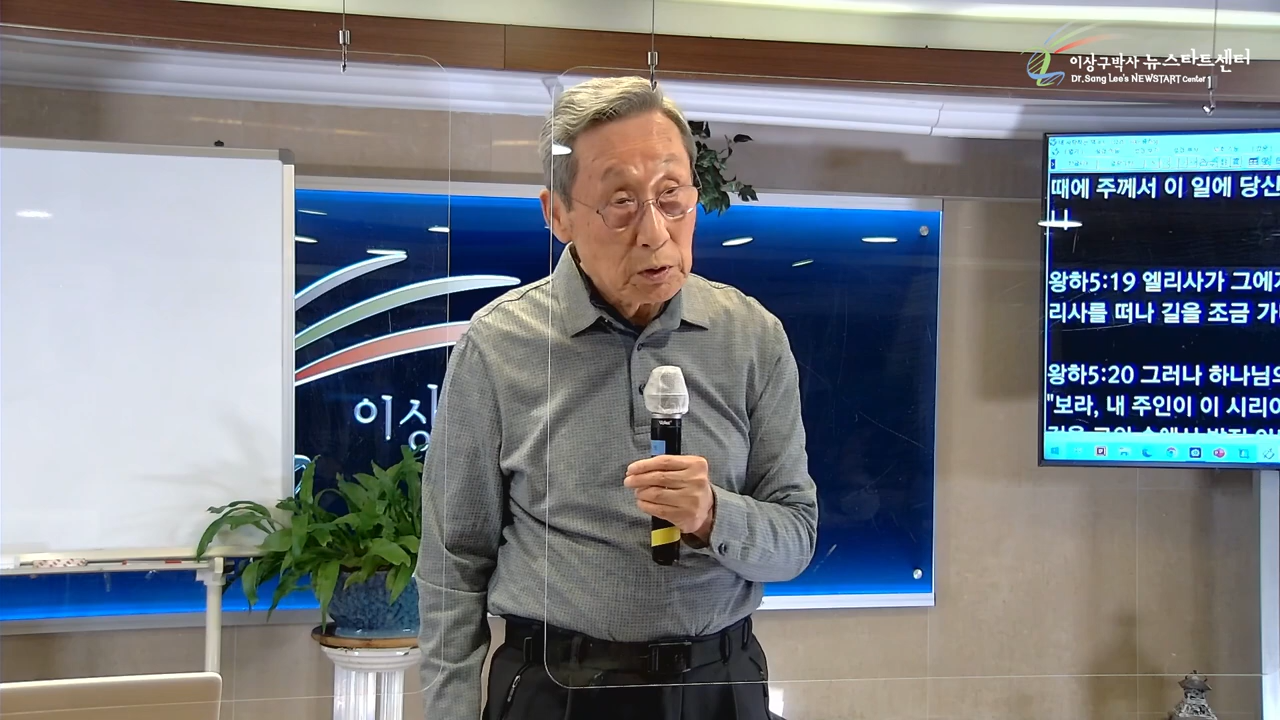 이상구박사 뉴스타트센터
Dr. Sang Lee's NEWSTART Center
때에 주께서 이 일에 당신
왕하5:19 엘리사가 그에게
리사를 떠나 길을 조금 가
왕하5:20 그러나 하나님으
"보라, 내 주인이 이 시리아
이상